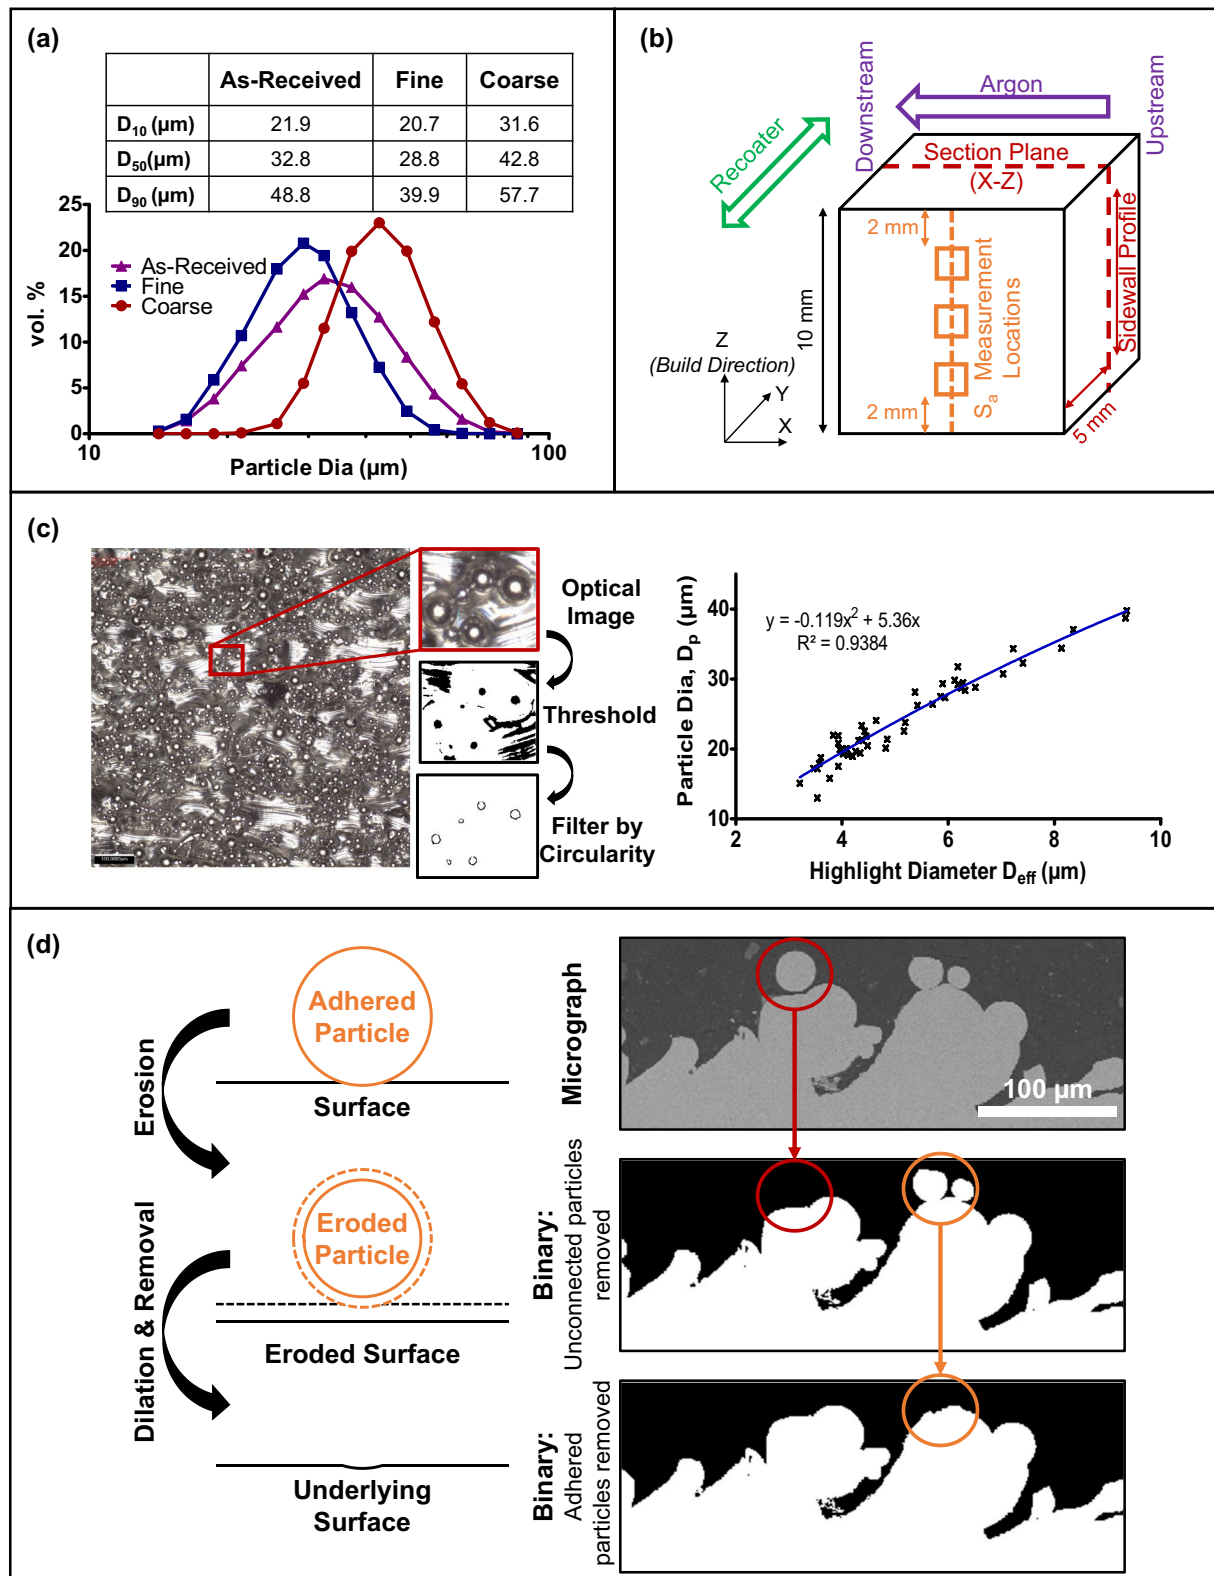 (a)
As-Received Fine Coarse
D10 (µm) 21.9 20.7 31.6
D50(µm) 32.8 28.8 42.8
D90 (µm) 48.8 39.9 57.7
25
20
15
10
5
0
vol. %
As-Received
Fine
Coarse
10
100
Particle Dia (µm)
(b)
Recoater
Downstream
Argon
Upstream
Section Plane
(X-Z)
2 mm
10 mm
Sa Measurement
Locations
Sidewall Profile
2 mm
5 mm
Z
(Build Direction)
Y
X
(c)
Optical
Image
Threshold
Filter by
Circularity
Particle Dia, Dp (µm)
40
30
20
10
y = -0.119x2 + 5.36x
R² = 0.9384
2 4 6 8 10
Highlight Diameter Deff (µm)
(d)
Adhered
Particle
Surface
Erosion
Eroded
Particle
Eroded Surface
Dilation & Removal
Underlying
Surface
Micrograph
100 µm
Binary:
Unconnected particles
removed
Binary:
Adhered
particles removed